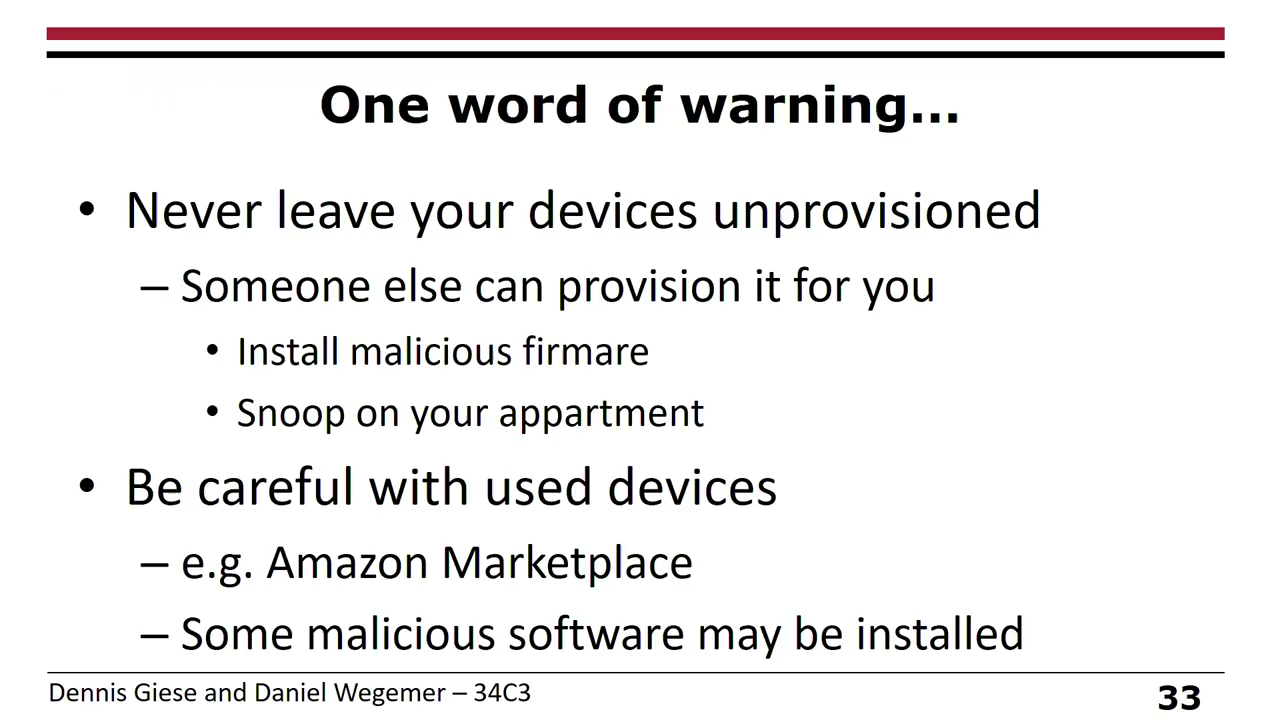 One word of warning...
• Never leave your devices unprovisioned
– Someone else can provision it for you
• Install malicious firmare
• Snoop on your appartment
• Be careful with used devices
– e.g. Amazon Marketplace
– Some malicious software may be installed
Dennis Giese and Daniel Wegemer – 34C3
33